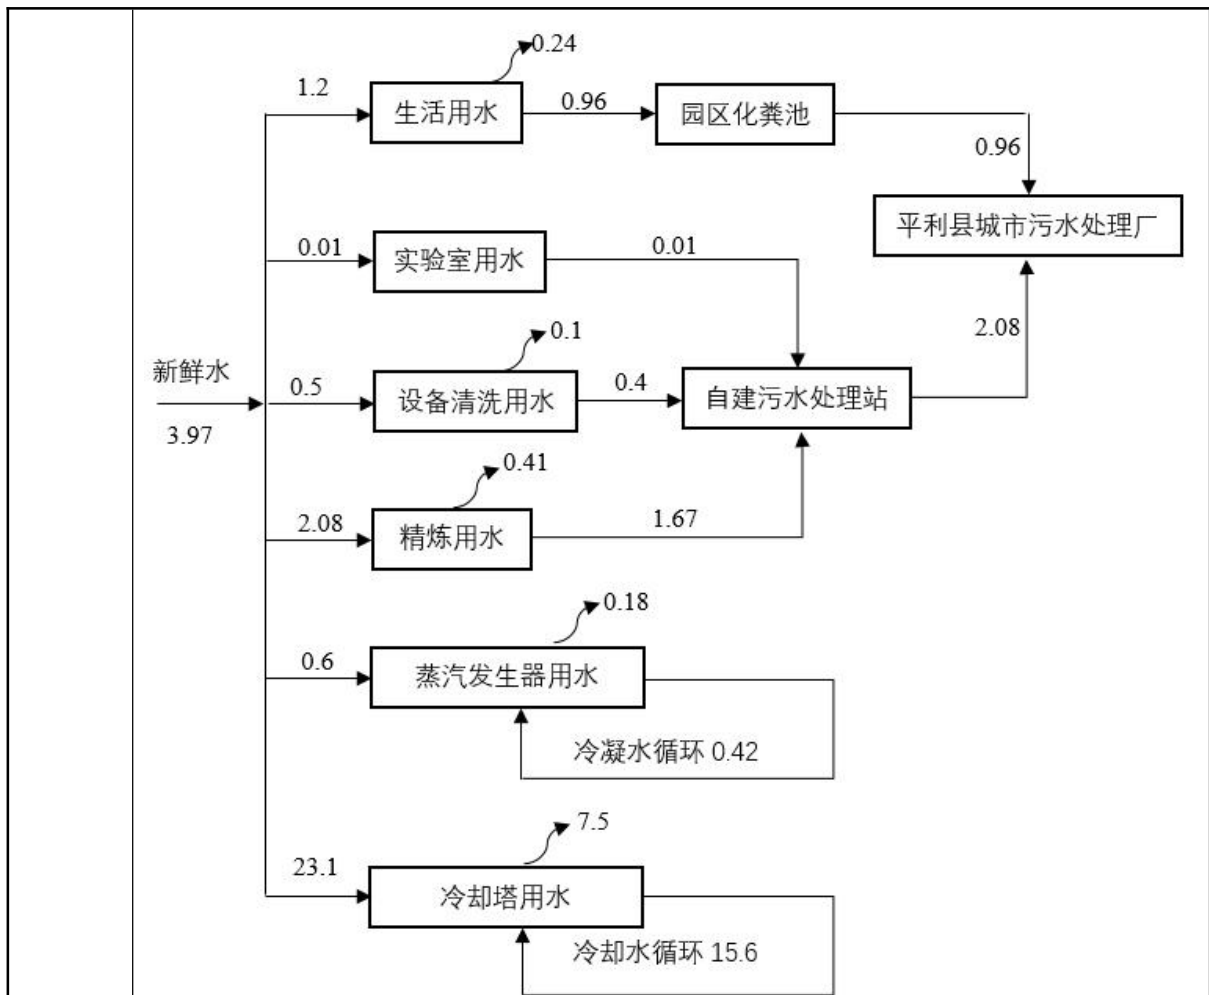 0.24
1.2
生活用水
0.96
园区化粪池
0.96
平利县城市污水处理厂
0.01
实验室用水
0.01
2.08
0.1
新鲜水
3.97
0.5
设备清洗用水
0.4
自建污水处理站
0.41
2.08
精炼用水
1.67
0.18
0.6
蒸汽发生器用水
冷凝水循环 0.42
7.5
23.1
冷却塔用水
冷却水循环 15.6